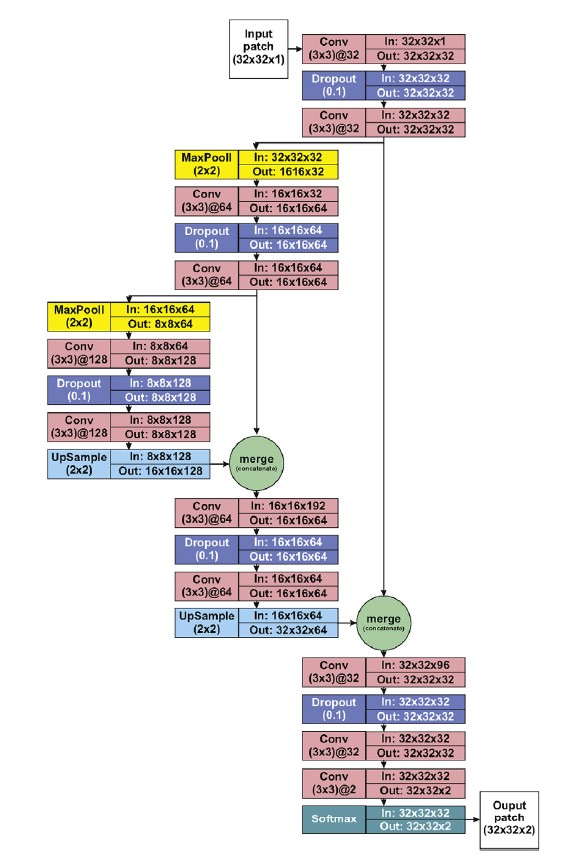 Input
patch
(32x32x1)
Conv
(3x3)@32
In: 32x32x1
Out: 32x32x32
Dropout
(0.1)
In: 32x32x32
Out: 32x32x32
Conv
(3x3)@32
In: 32x32x32
Out: 32x32x32
MaxPooll
(2x2)
In: 32x32x32
Out: 1616x32
Conv
(3x3)@64
In: 16x16x32
Out: 16x16x64
Dropout
(0.1)
In: 16x16x64
Out: 16x16x64
Conv
(3x3)@64
In: 16x16x64
Out: 16x16x64
MaxPooll
(2x2)
In: 16x16x64
Out: 8x8x64
Conv
(3x3)@128
In: 8x8x64
Out: 8x8x128
Dropout
(0.1)
In: 8x8x128
Out: 8x8x128
Conv
(3x3)@128
In: 8x8x128
Out: 8x8x128
UpSample
(2x2)
In: 8x8x128
Out: 16x16x128
merge
(concatenate)
Conv
(3x3)@64
In: 16x16x192
Out: 16x16x64
Dropout
(0.1)
In: 16x16x64
Out: 16x16x64
Conv
(3x3)@64
In: 16x16x64
Out: 16x16x64
UpSample
(2x2)
In: 16x16x64
Out: 32x32x64
merge
(concatenate)
Conv
(3x3)@32
In: 32x32x96
Out: 32x32x32
Dropout
(0.1)
In: 32x32x32
Out: 32x32x32
Conv
(3x3)@32
In: 32x32x32
Out: 32x32x32
Conv
(3x3)@2
In: 32x32x32
Out: 32x32x2
Softmax
In: 32x32x32
Out: 32x32x2
Ouput
patch
(32x32x2)